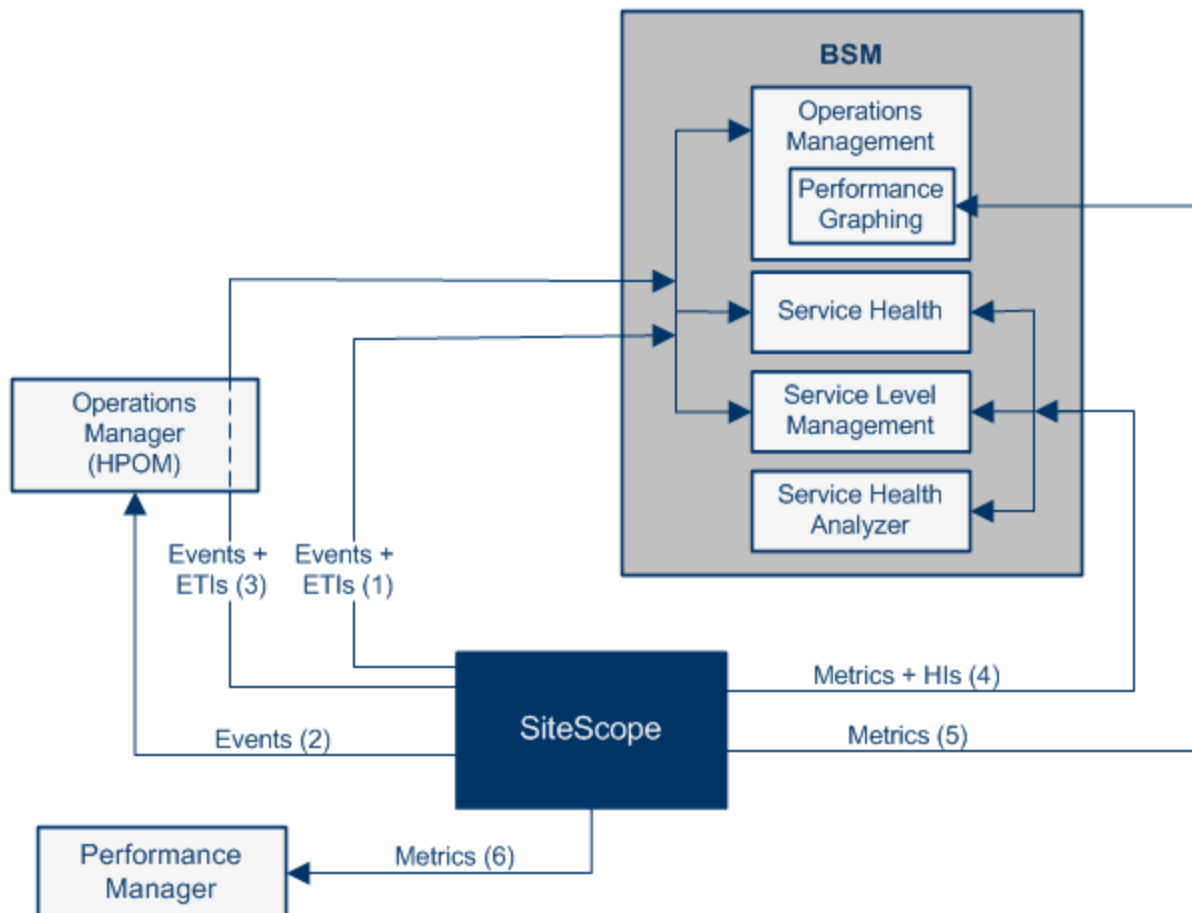 BSM
Operations
Management
Performance
Graphing
Service Health
Service Level
Management
Service Health
Analyzer
Operations
Manager
(HPOM)
Events +
ETIs (3)
Events +
ETIs (1)
Metrics + HIs (4)
SiteScope
Events (2)
Metrics (5)
Metrics (6)
Performance
Manager